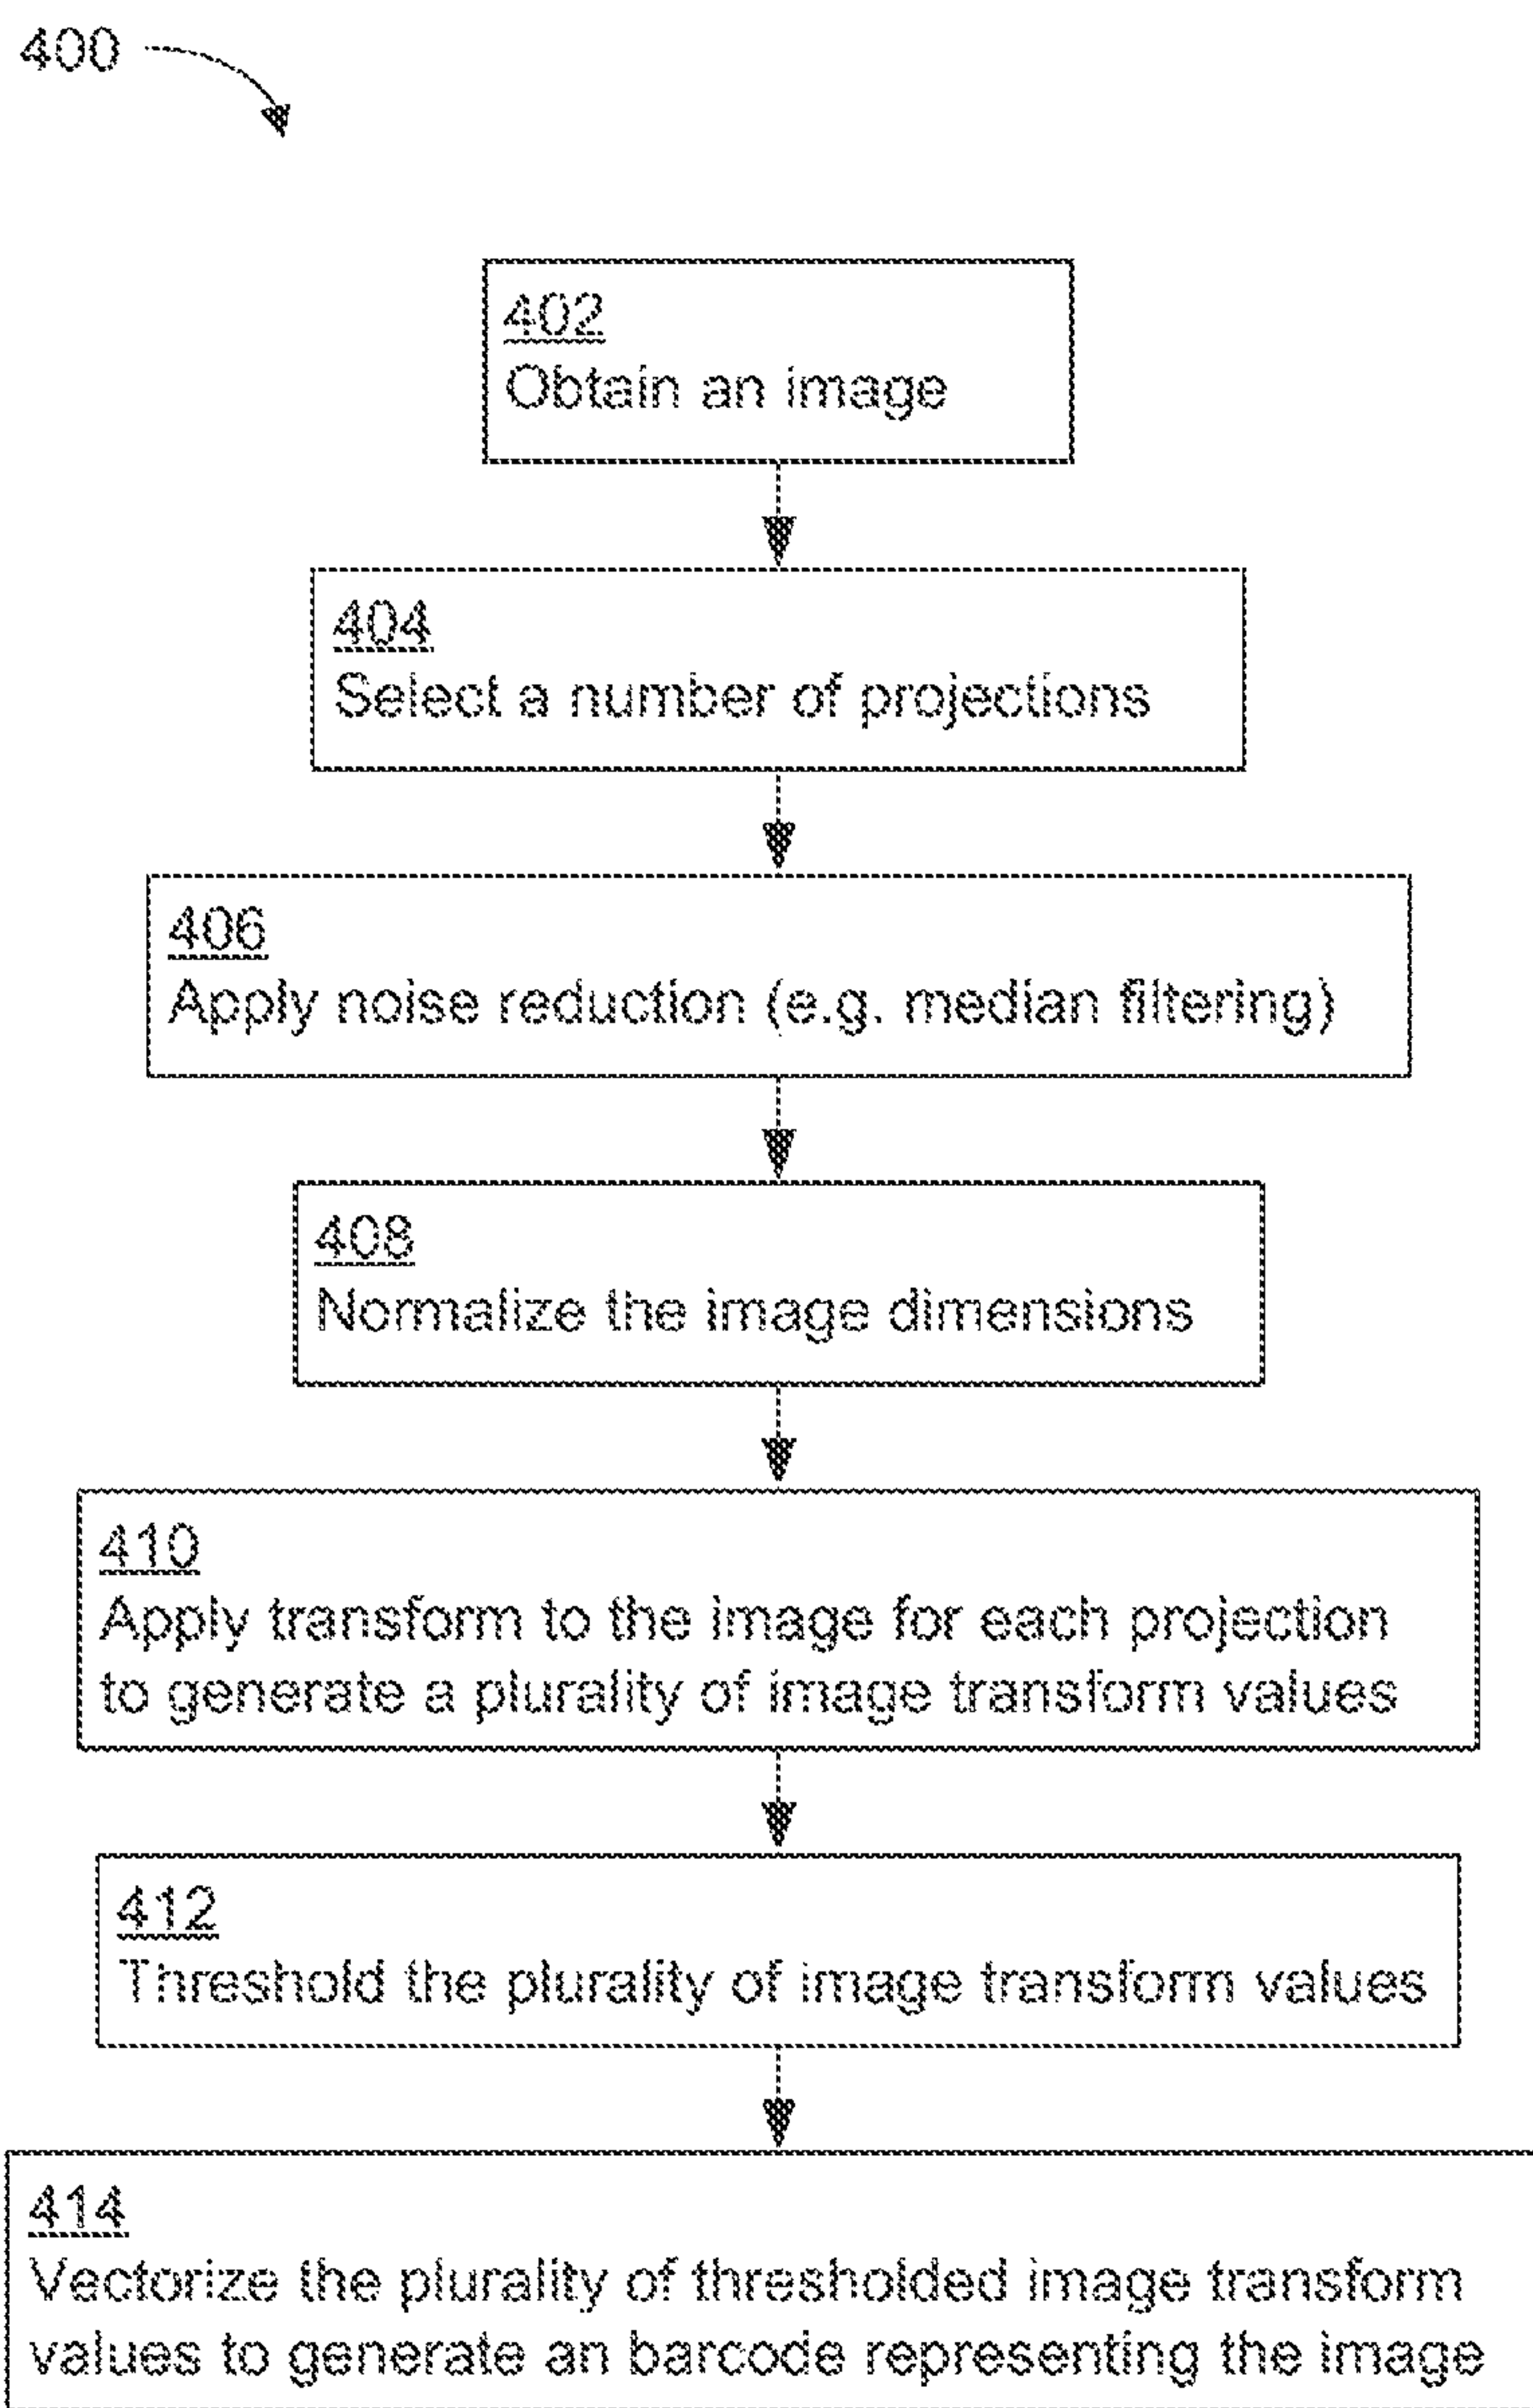 400
402
Obtain an image
404
Select a number of projections
406
Apply noise reduction (e.g. median filtering)
408
Normalize the image dimensions
410
Apply transform to the image for each projection
to generate a plurality of image transform values
412
Threshold the plurality of image transform values
414
Vectorize the plurality of thresholded image transform
values to generate an barcode representing the image